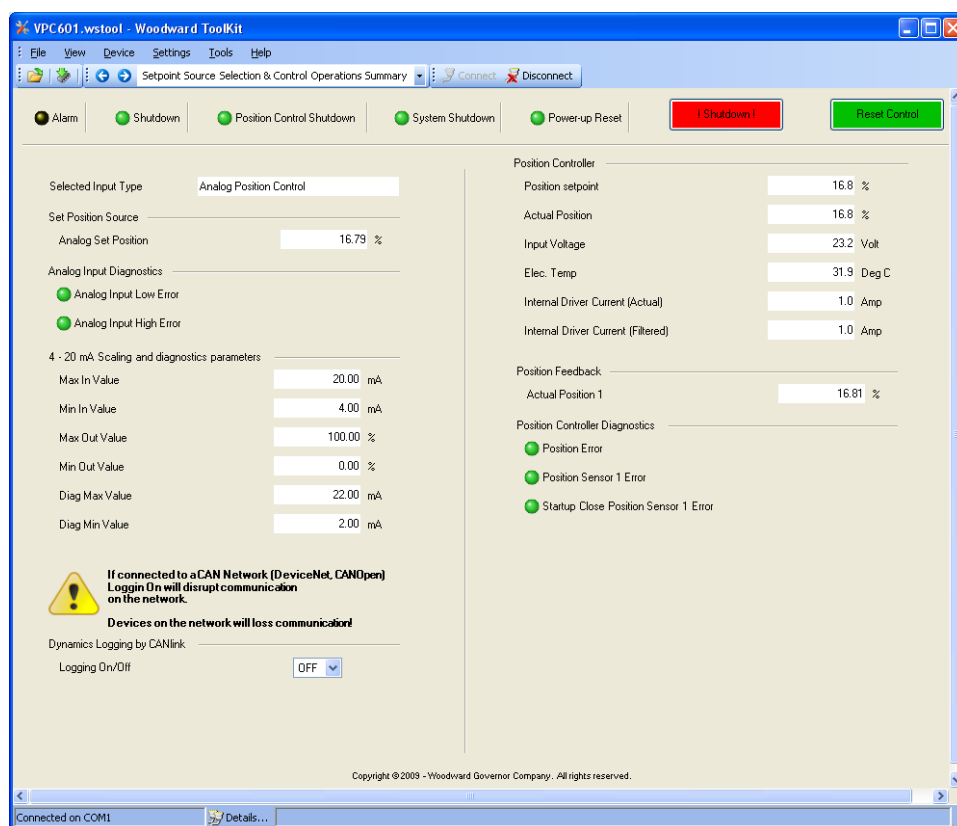 VPC601.wstool - Woodward ToolKit
File View Device Settings Tools Help
Setpoint Source Selection & Control Operations Summary Connect Disconnect
Alarm Shutdown Position Control Shutdown System Shutdown Power-up Reset ! Shutdown ! Reset Control
Selected Input Type Analog Position Control
Set Position Source
Analog Set Position 16.79 %
Analog Input Diagnostics
Analog Input Low Error
Analog Input High Error
4 - 20 mA Scaling and diagnostics parameters
Max In Value 20.00 mA
Min In Value 4.00 mA
Max Out Value 100.00 %
Min Out Value 0.00 %
Diag Max Value 22.00 mA
Diag Min Value 2.00 mA
If connected to a CAN Network (DeviceNet, CANOpen)
Loggin On will disrupt communication
on the network.
Devices on the network will loss communication!
Dynamics Logging by CANlink
Logging On/Off OFF
Position Controller
Position setpoint 16.8 %
Actual Position 16.8 %
Input Voltage 23.2 Volt
Elec. Temp 31.9 Deg C
Internal Driver Current (Actual) 1.0 Amp
Internal Driver Current (Filtered) 1.0 Amp
Position Feedback
Actual Position 1 16.81 %
Position Controller Diagnostics
Position Error
Position Sensor 1 Error
Startup Close Position Sensor 1 Error
Copyright © 2009 - Woodward Governor Company. All rights reserved.
Connected on COM1 Details...